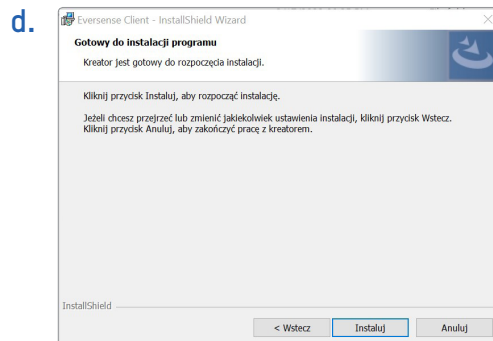 d.
Eversense Client - InstallShield Wizard
Gotowy do instalacji programu
Kreator jest gotowy do rozpoczęcia instalacji.
Kliknij przycisk Instaluj, aby rozpocząć instalację.
Jeżeli chcesz przejrzeć lub zmienić jakiekolwiek ustawienia instalacji, kliknij przycisk Wstecz.
Kliknij przycisk Anuluj, aby zakończyć pracę z kreatorem.
InstallShield
< Wstecz Instaluj Anuluj